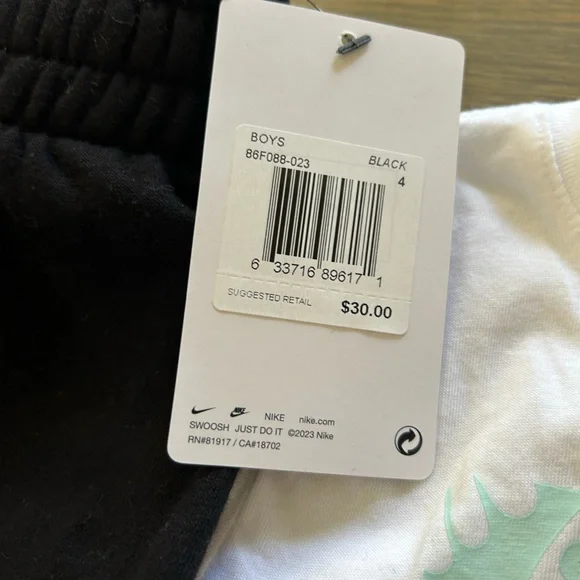 BOYS
86F088-023 BLACK
4
6 33716 89617 1
SUGGESTED RETAIL $30.00
NIKE nike.com
SWOOSH JUST DO IT ©2023 Nike
RN#81917 / CA#18702